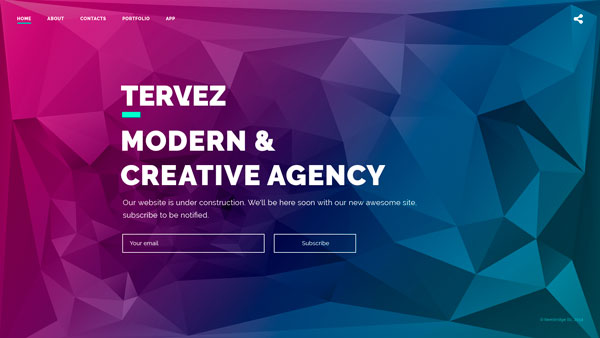 HOME ABOUT CONTACTS PORTFOLIO APP
TERVEZ
MODERN &
CREATIVE AGENCY
Our website is under construction. We'll be here soon with our new awesome site,
subscribe to be notified.
Your email Subscribe